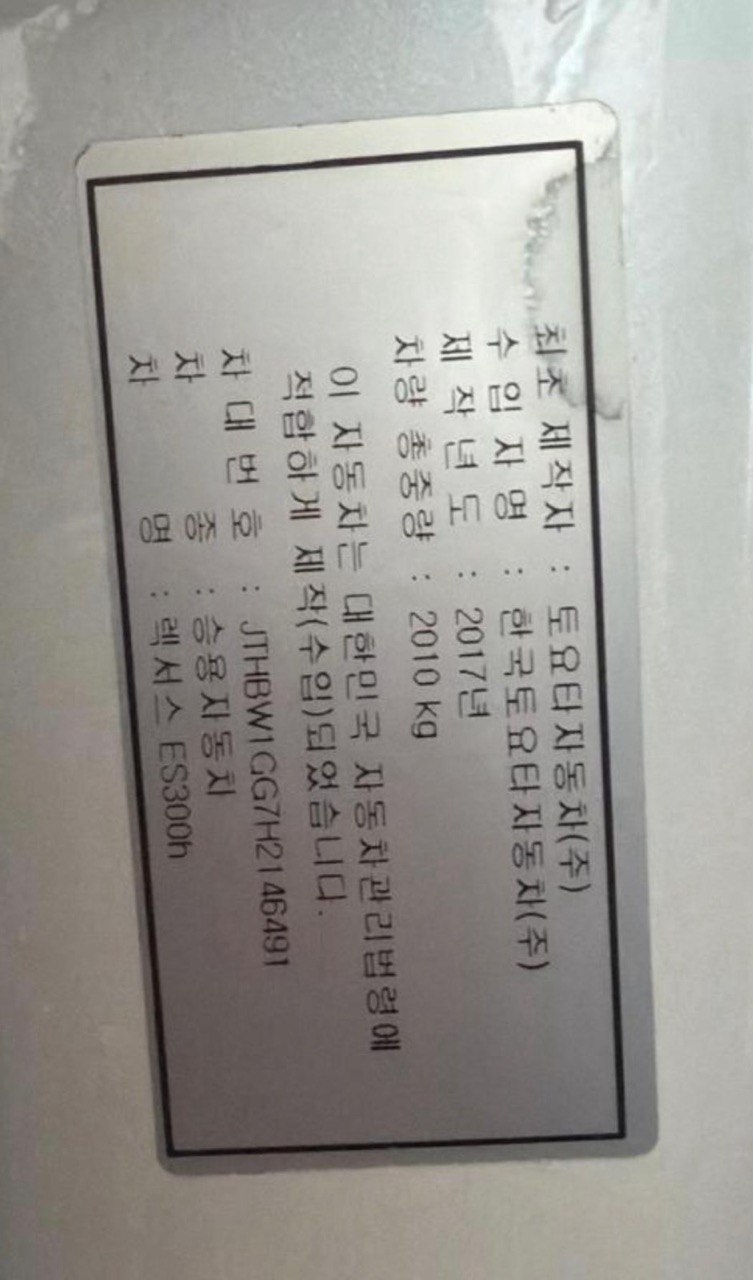 최초 제작자 : 토요타자동차(주)
수 입 자 명 : 한국토요타자동차(주)
제 작 년 도 : 2017년
차량 총중량 : 2010 kg
이 자동차는 대한민국 자동차관리법령에
적합하게 제작(수입)되었습니다.
차 대 번 호 : JTHBW1GG7H2146491
차 종 : 승용자동차
차 명 : 렉서스 ES300h